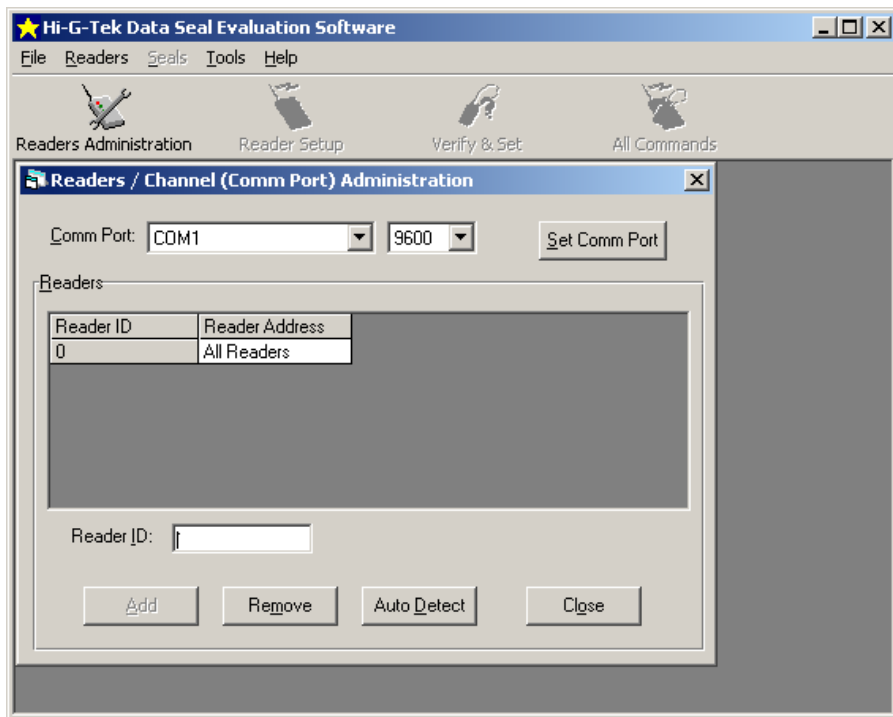 Hi-G-Tek Data Seal Evaluation Software
File Readers Seals Tools Help
Readers Administration Reader Setup Verify & Set All Commands
Readers / Channel (Comm Port) Administration
Comm Port: COM1 9600 Set Comm Port
Readers
Reader ID Reader Address
0 All Readers
Reader ID:
Add Remove Auto Detect Close